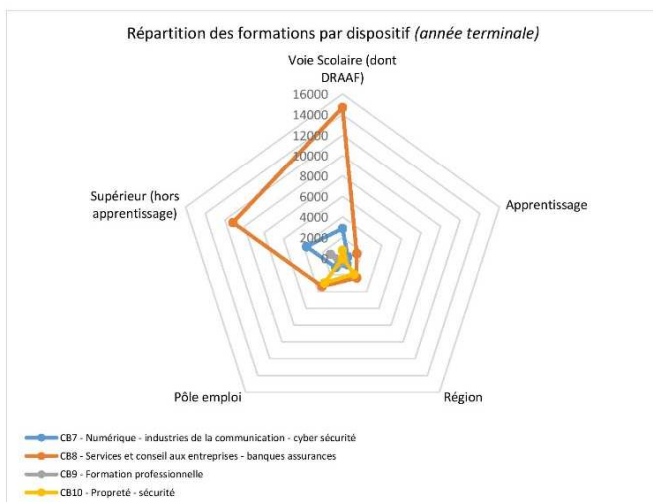 Répartition des formations par dispositif (année terminale)
Voie Scolaire (dont
DRAAF)
16000
14000
12000
10000
8000
6000
4000
2000
0
Supérieur (hors
apprentissage)
Apprentissage
Pôle emploi
Région
CB7 - Numérique - industries de la communication - cyber sécurité
CB8 - Services et conseil aux entreprises - banques assurances
CB9 - Formation professionnelle
CB10 - Propreté - sécurité